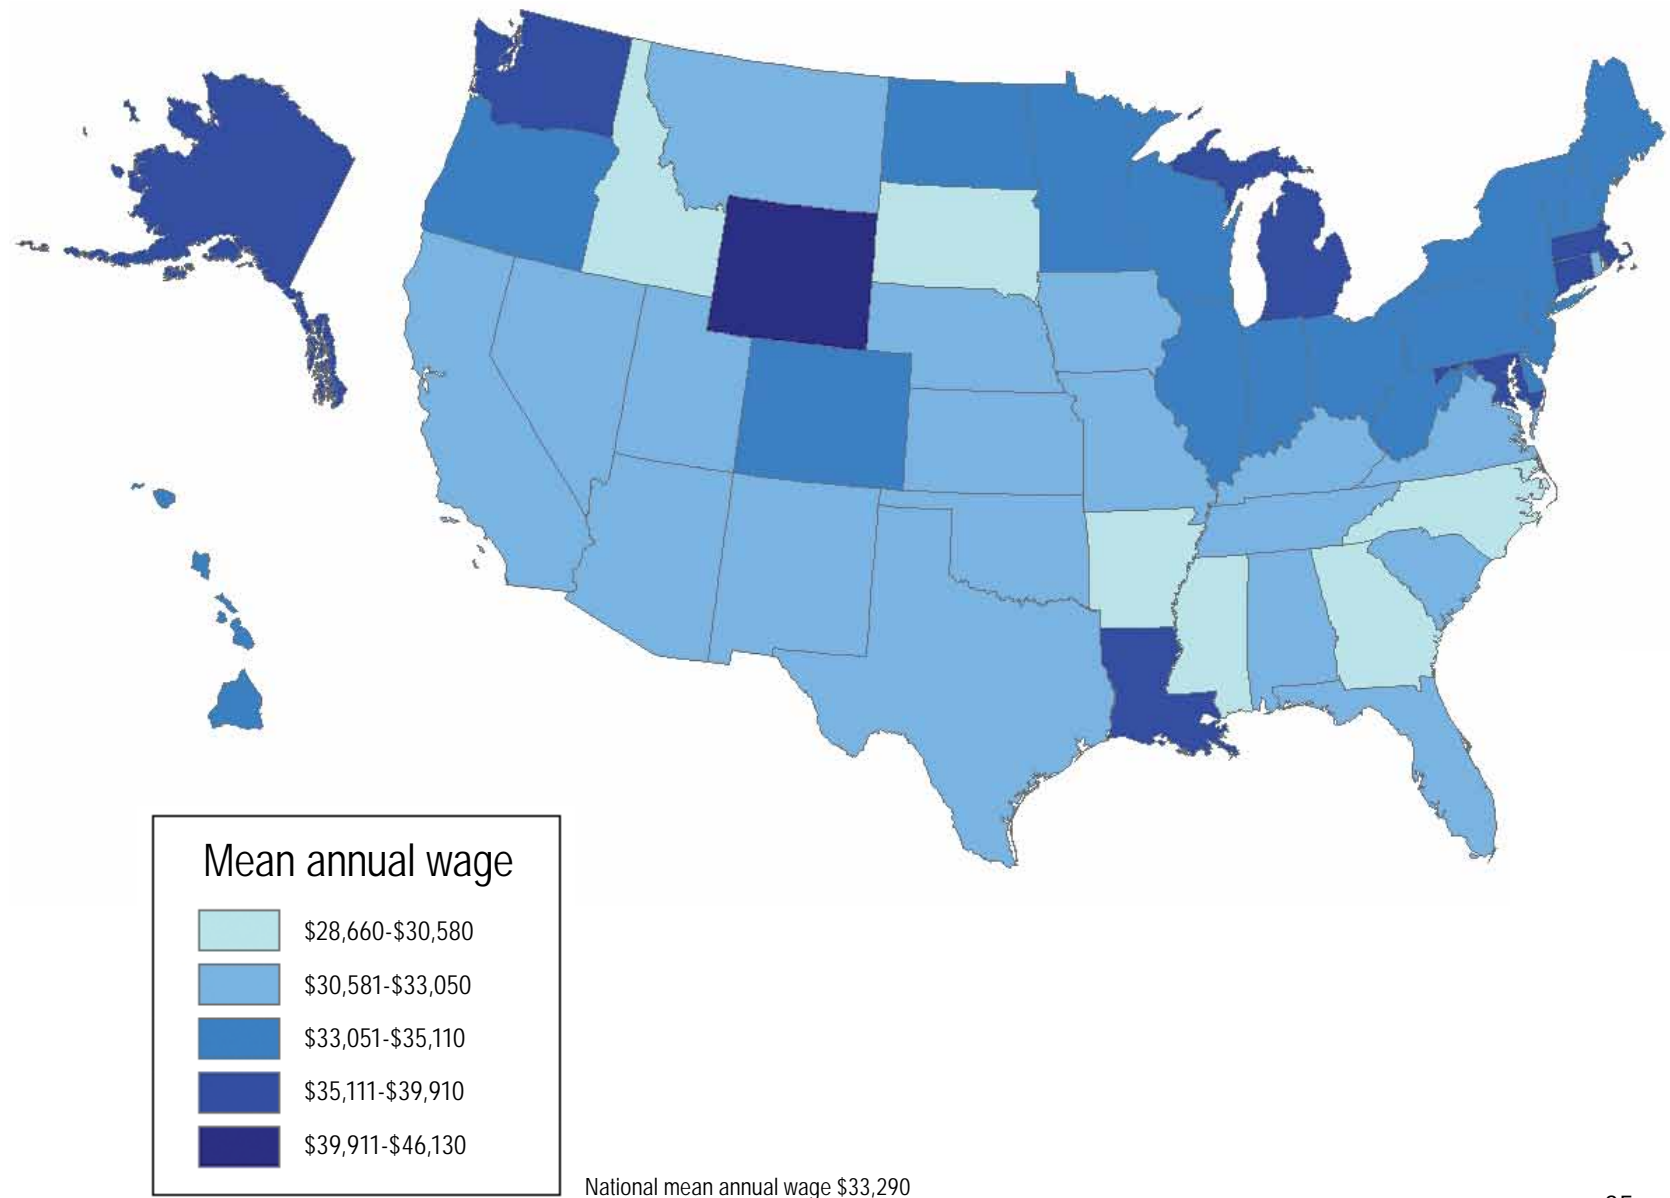 Mean annual wage
$28,660-$30,580
$30,581-$33,050
$33,051-$35,110
$35,111-$39,910
$39,911-$46,130
National mean annual wage $33,290